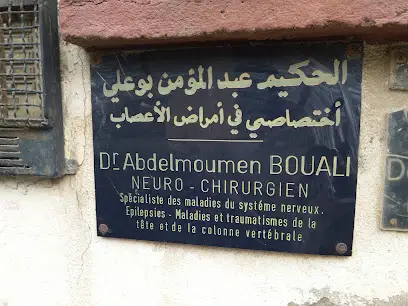 الحكيم عبد المؤمن بوعلي
أختصاصي في أمراض الأعصاب
Dr Abdelmoumen BOUALI
NEURO - CHIRURGIEN
Spécialiste des maladies du systéme nerveux.
Epilepsies - Maladies et traumatismes de la
tête et de la colonne vertébrale